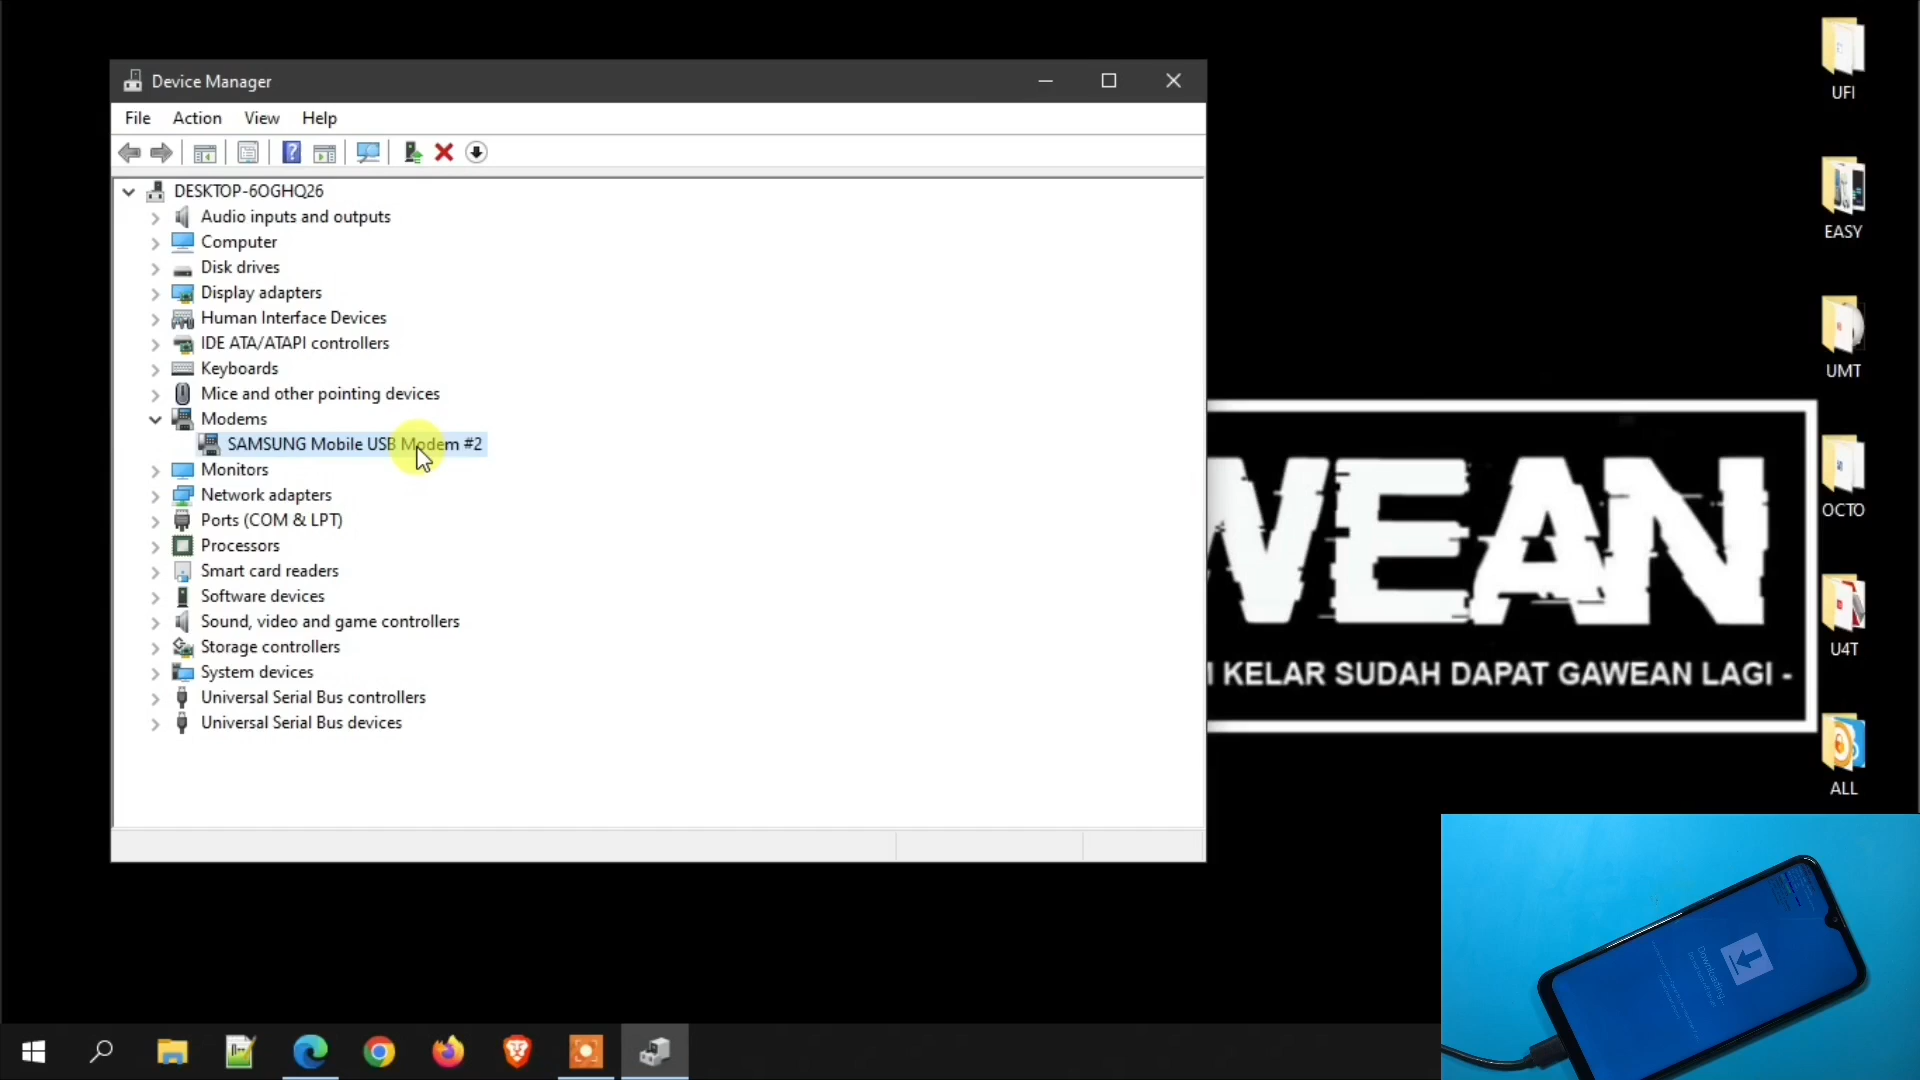 Device Manager
File Action View Help
DESKTOP-6OGHQ26
Audio inputs and outputs
Computer
Disk drives
Display adapters
Human Interface Devices
IDE ATA/ATAPI controllers
Keyboards
Mice and other pointing devices
Modems
SAMSUNG Mobile USB Modem #2
Monitors
Network adapters
Ports (COM & LPT)
Processors
Smart card readers
Software devices
Sound, video and game controllers
Storage controllers
System devices
Universal Serial Bus controllers
Universal Serial Bus devices
WEAN
KELAR SUDAH DAPAT GAWEAN LAGI -
UFI
EASY
UMT
OCTO
U4T
ALL
Downloading...